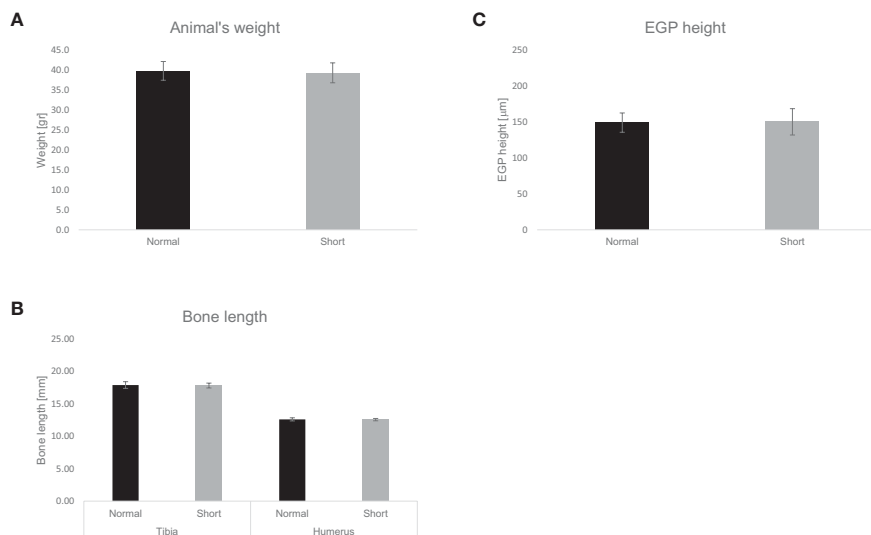 A
Animal's weight
Weight [gr]
45.0
40.0
35.0
30.0
25.0
20.0
15.0
10.0
5.0
0.0
Normal Short
C
EGP height
EGP height [µm]
250
200
150
100
50
0
Normal Short
B
Bone length
Bone length [mm]
25.00
20.00
15.00
10.00
5.00
0.00
Normal Short Normal Short
Tibia Humerus